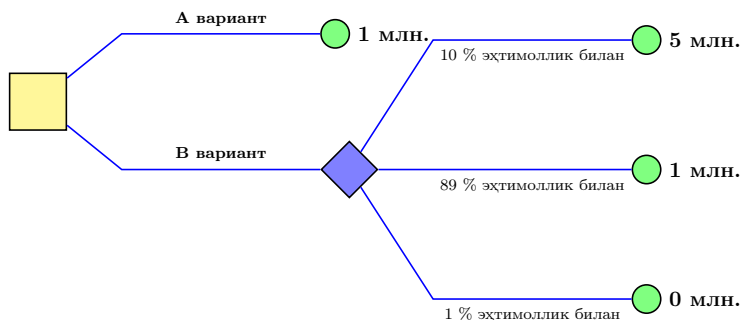 А вариант
1 млн.
5 млн.
10 % эҳтимоллик билан
В вариант
1 млн.
89 % эҳтимоллик билан
0 млн.
1 % эҳтимоллик билан